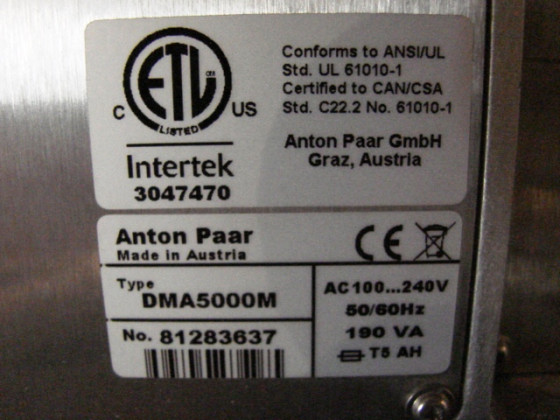 ETL
CM
C
US
LISTED
Intertek
3047470
Conforms to ANSI/UL
Std. UL 61010-1
Certified to CAN/CSA
Std. C22.2 No. 61010-1
Anton Paar GmbH
Graz, Austria
Anton Paar
Made in Austria
CE
Type
DMA5000M
No. 81283637
AC100...240V
50/60Hz
190 VA
T5 AH